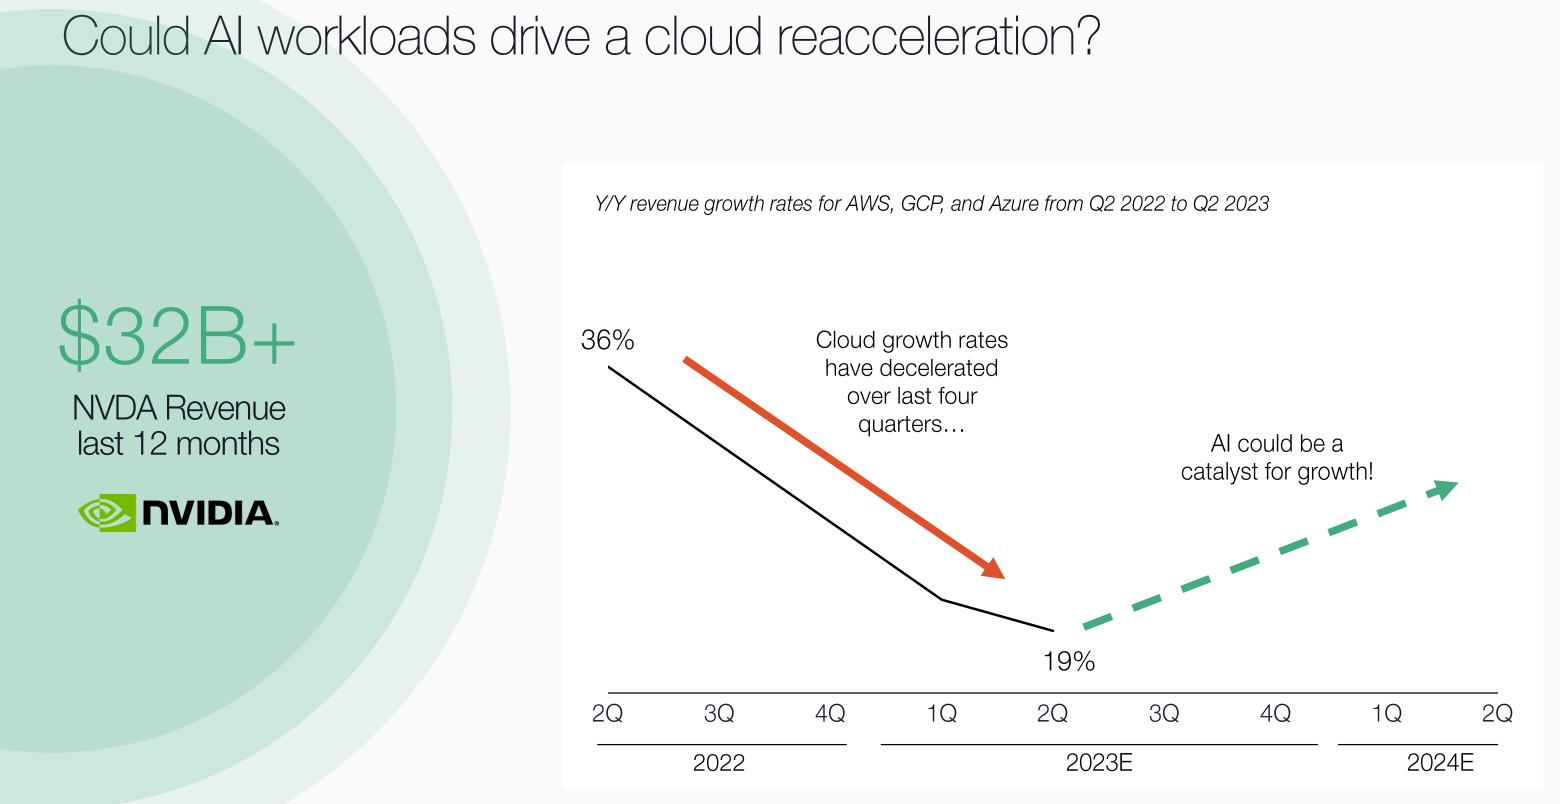 Could AI workloads drive a cloud reacceleration?
$32B+
NVDA Revenue
last 12 months
NVIDIA.
Y/Y revenue growth rates for AWS, GCP, and Azure from Q2 2022 to Q2 2023
36%
Cloud growth rates
have decelerated
over last four
quarters…
AI could be a
catalyst for growth!
19%
2Q 3Q 4Q 1Q 2Q 3Q 4Q 1Q 2Q
2022 2023E 2024E